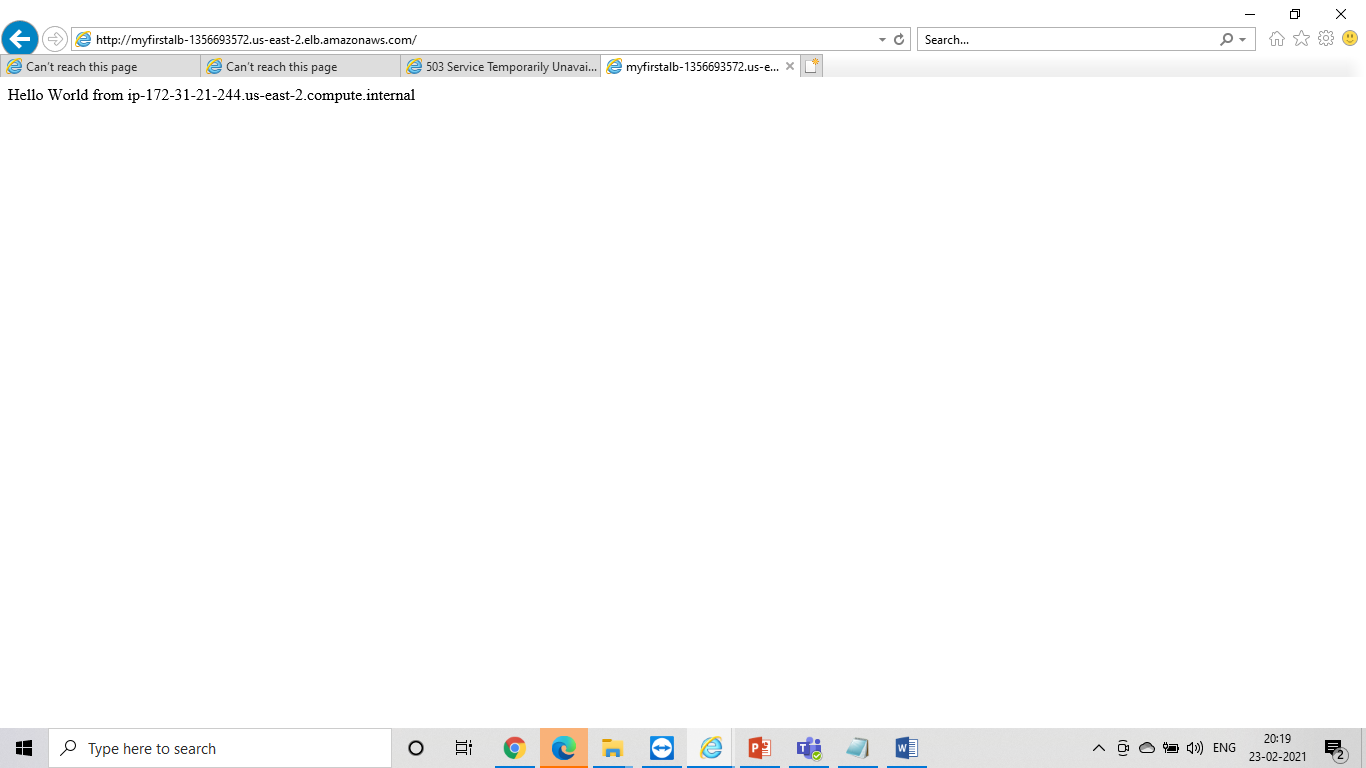 http://myfirstalb-1356693572.us-east-2.elb.amazonaws.com/
Search...
Can't reach this page
Can't reach this page
503 Service Temporarily Unavai...
myfirstalb-1356693572.us-e...
Hello World from ip-172-31-21-244.us-east-2.compute.internal
Type here to search
ENG
20:19
23-02-2021
2